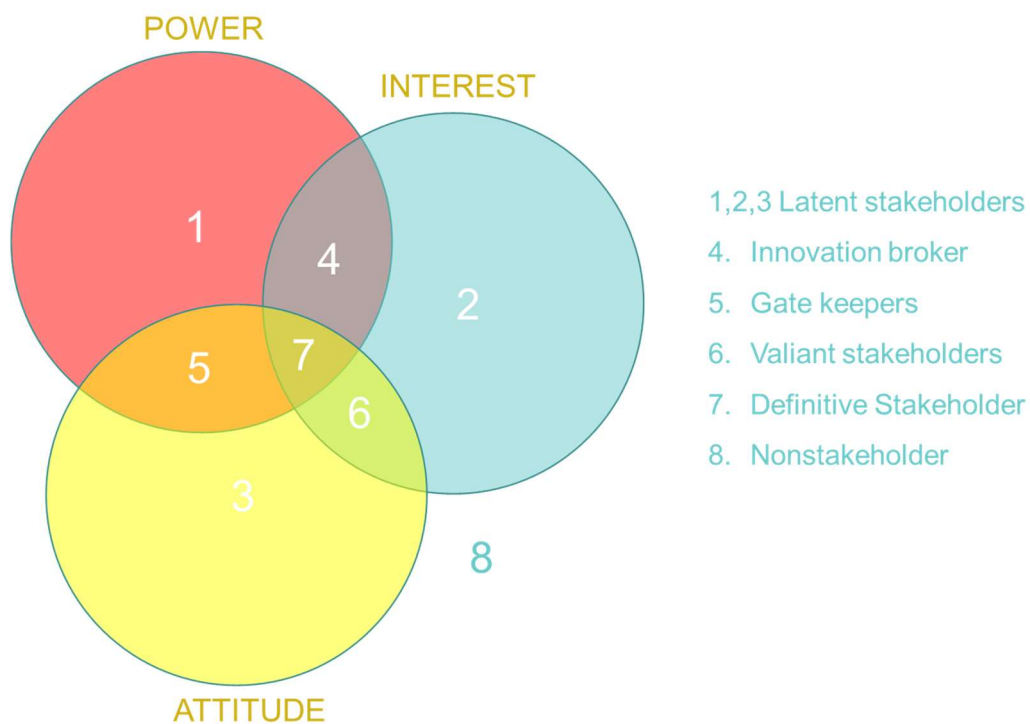 POWER
INTEREST
1
4
2
7
5
6
3
8
ATTITUDE
1,2,3 Latent stakeholders
4. Innovation broker
5. Gate keepers
6. Valiant stakeholders
7. Definitive Stakeholder
8. Nonstakeholder